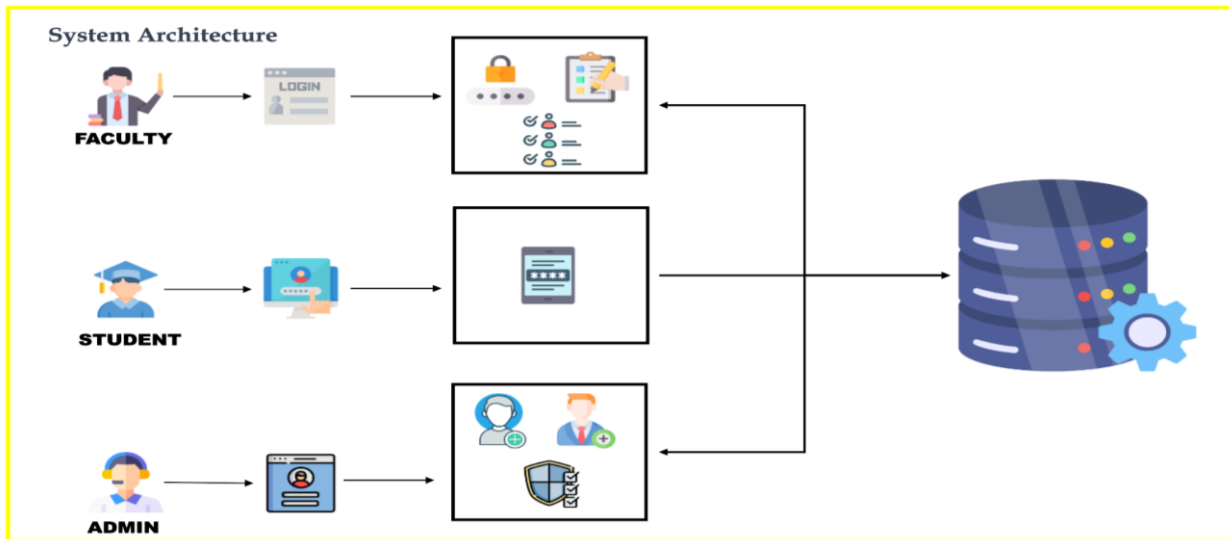 System Architecture
LOGIN
FACULTY
****
STUDENT
ADMIN